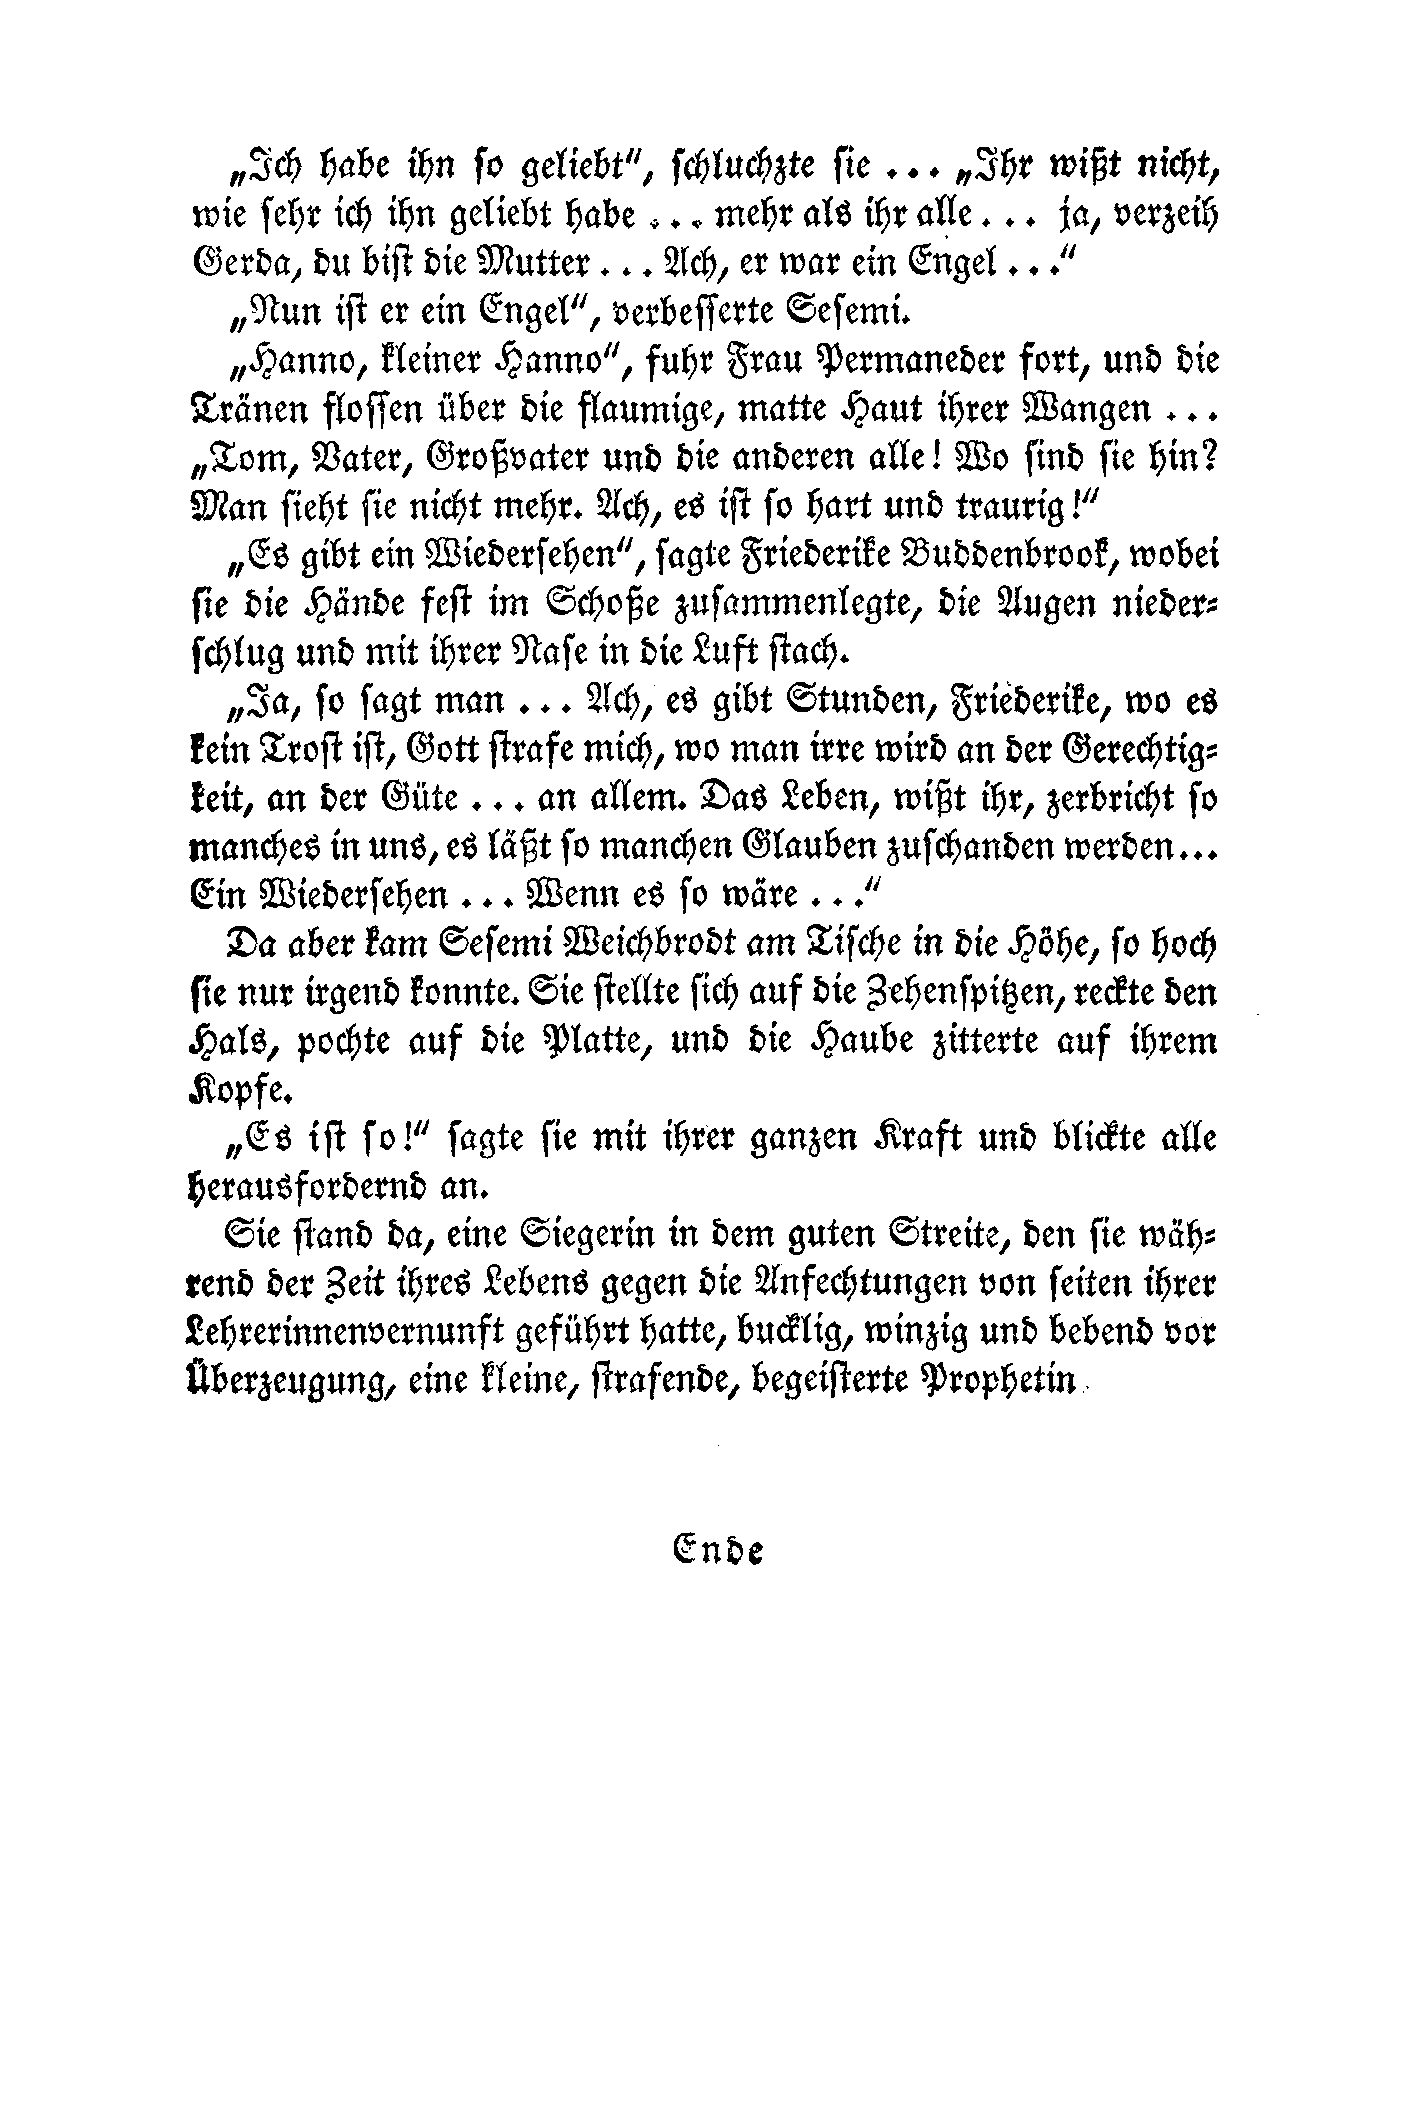 „Ich habe ihn so geliebt“, schluchzte sie ... „Ihr wißt nicht,
wie sehr ich ihn geliebt habe ... mehr als ihr alle ... ja, verzeih
Gerda, du bist die Mutter ... Ach, er war ein Engel ...“
„Nun ist er ein Engel“, verbesserte Sesemi.
„Hanno, kleiner Hanno“, fuhr Frau Permaneder fort, und die
Tränen flossen über die flaumige, matte Haut ihrer Wangen ...
„Tom, Vater, Großvater und die anderen alle! Wo sind sie hin?
Man sieht sie nicht mehr. Ach, es ist so hart und traurig!“
„Es gibt ein Wiedersehen“, sagte Friederike Buddenbrook, wobei
sie die Hände fest im Schoße zusammenlegte, die Augen nieder-
schlug und mit ihrer Nase in die Luft stach.
„Ja, so sagt man ... Ach, es gibt Stunden, Friederike, wo es
kein Trost ist, Gott strafe mich, wo man irre wird an der Gerechtig-
keit, an der Güte ... an allem. Das Leben, wißt ihr, zerbricht so
manches in uns, es läßt so manchen Glauben zuschanden werden...
Ein Wiedersehen ... Wenn es so wäre ...“
Da aber kam Sesemi Weichbrodt am Tische in die Höhe, so hoch
sie nur irgend konnte. Sie stellte sich auf die Zehenspitzen, reckte den
Hals, pochte auf die Platte, und die Haube zitterte auf ihrem
Kopfe.
„Es ist so!“ sagte sie mit ihrer ganzen Kraft und blickte alle
herausfordernd an.
Sie stand da, eine Siegerin in dem guten Streite, den sie wäh-
rend der Zeit ihres Lebens gegen die Anfechtungen von seiten ihrer
Lehrerinnenvernunft geführt hatte, bucklig, winzig und bebend vor
Überzeugung, eine kleine, strafende, begeisterte Prophetin.
Ende